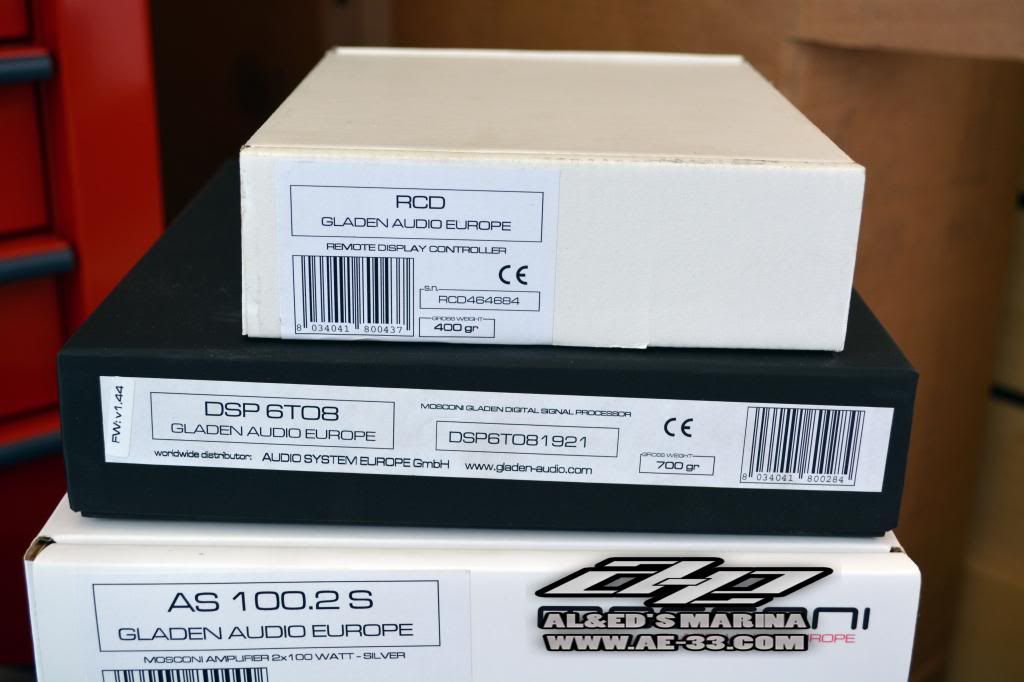 RCD
GLADEN AUDIO EUROPE
REMOTE DISPLAY CONTROLLER
CE
s.n.
RCD464684
GROSS WEIGHT
400 gr
8 034041 800437
FW: v1.44
DSP 6TO8
GLADEN AUDIO EUROPE
MOSCONI GLADEN DIGITAL SIGNAL PROCESSOR
DSP6TO81921
CE
GROSS WEIGHT
700 gr
8 034041 800284
worldwide distributor: AUDIO SYSTEM EUROPE GmbH www.gladen-audio.com
AS 100.2 S
GLADEN AUDIO EUROPE
MOSCONI AMPLIFIER 2x100 WATT - SILVER
AL&ED'S MARINA
WWW.AE-33.COM